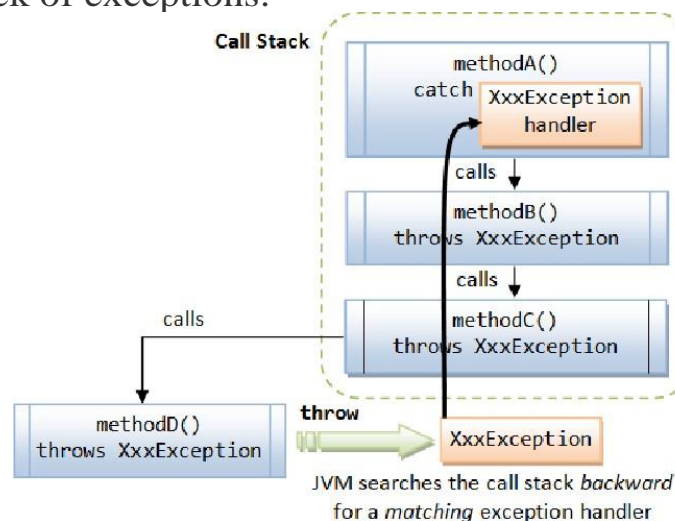 of exceptions:
Call Stack
methodA()
catch
XxxException
handler
calls
methodB()
throws XxxException
calls
methodC()
throws XxxException
calls
methodD()
throws XxxException
throw
XxxException
JVM searches the call stack backward
for a matching exception handler